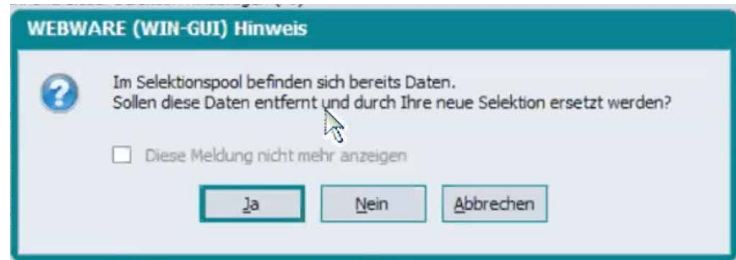 WEBWARE (WIN-GUI) Hinweis
Im Selektionspool befinden sich bereits Daten.
Sollen diese Daten entfernt und durch Ihre neue Selektion ersetzt werden?
Diese Meldung nicht mehr anzeigen
Ja Nein Abbrechen